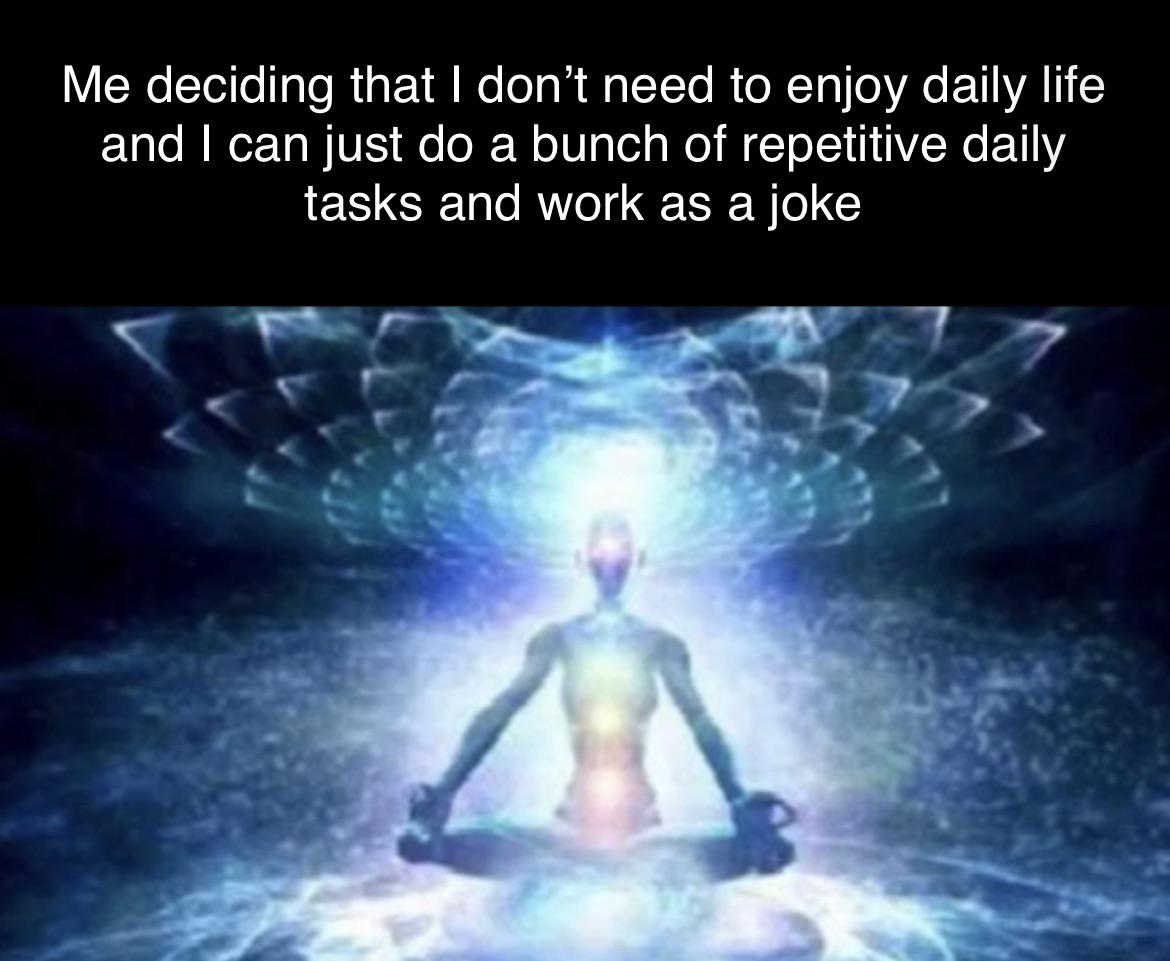 Me deciding that I don’t need to enjoy daily life
and I can just do a bunch of repetitive daily
tasks and work as a joke